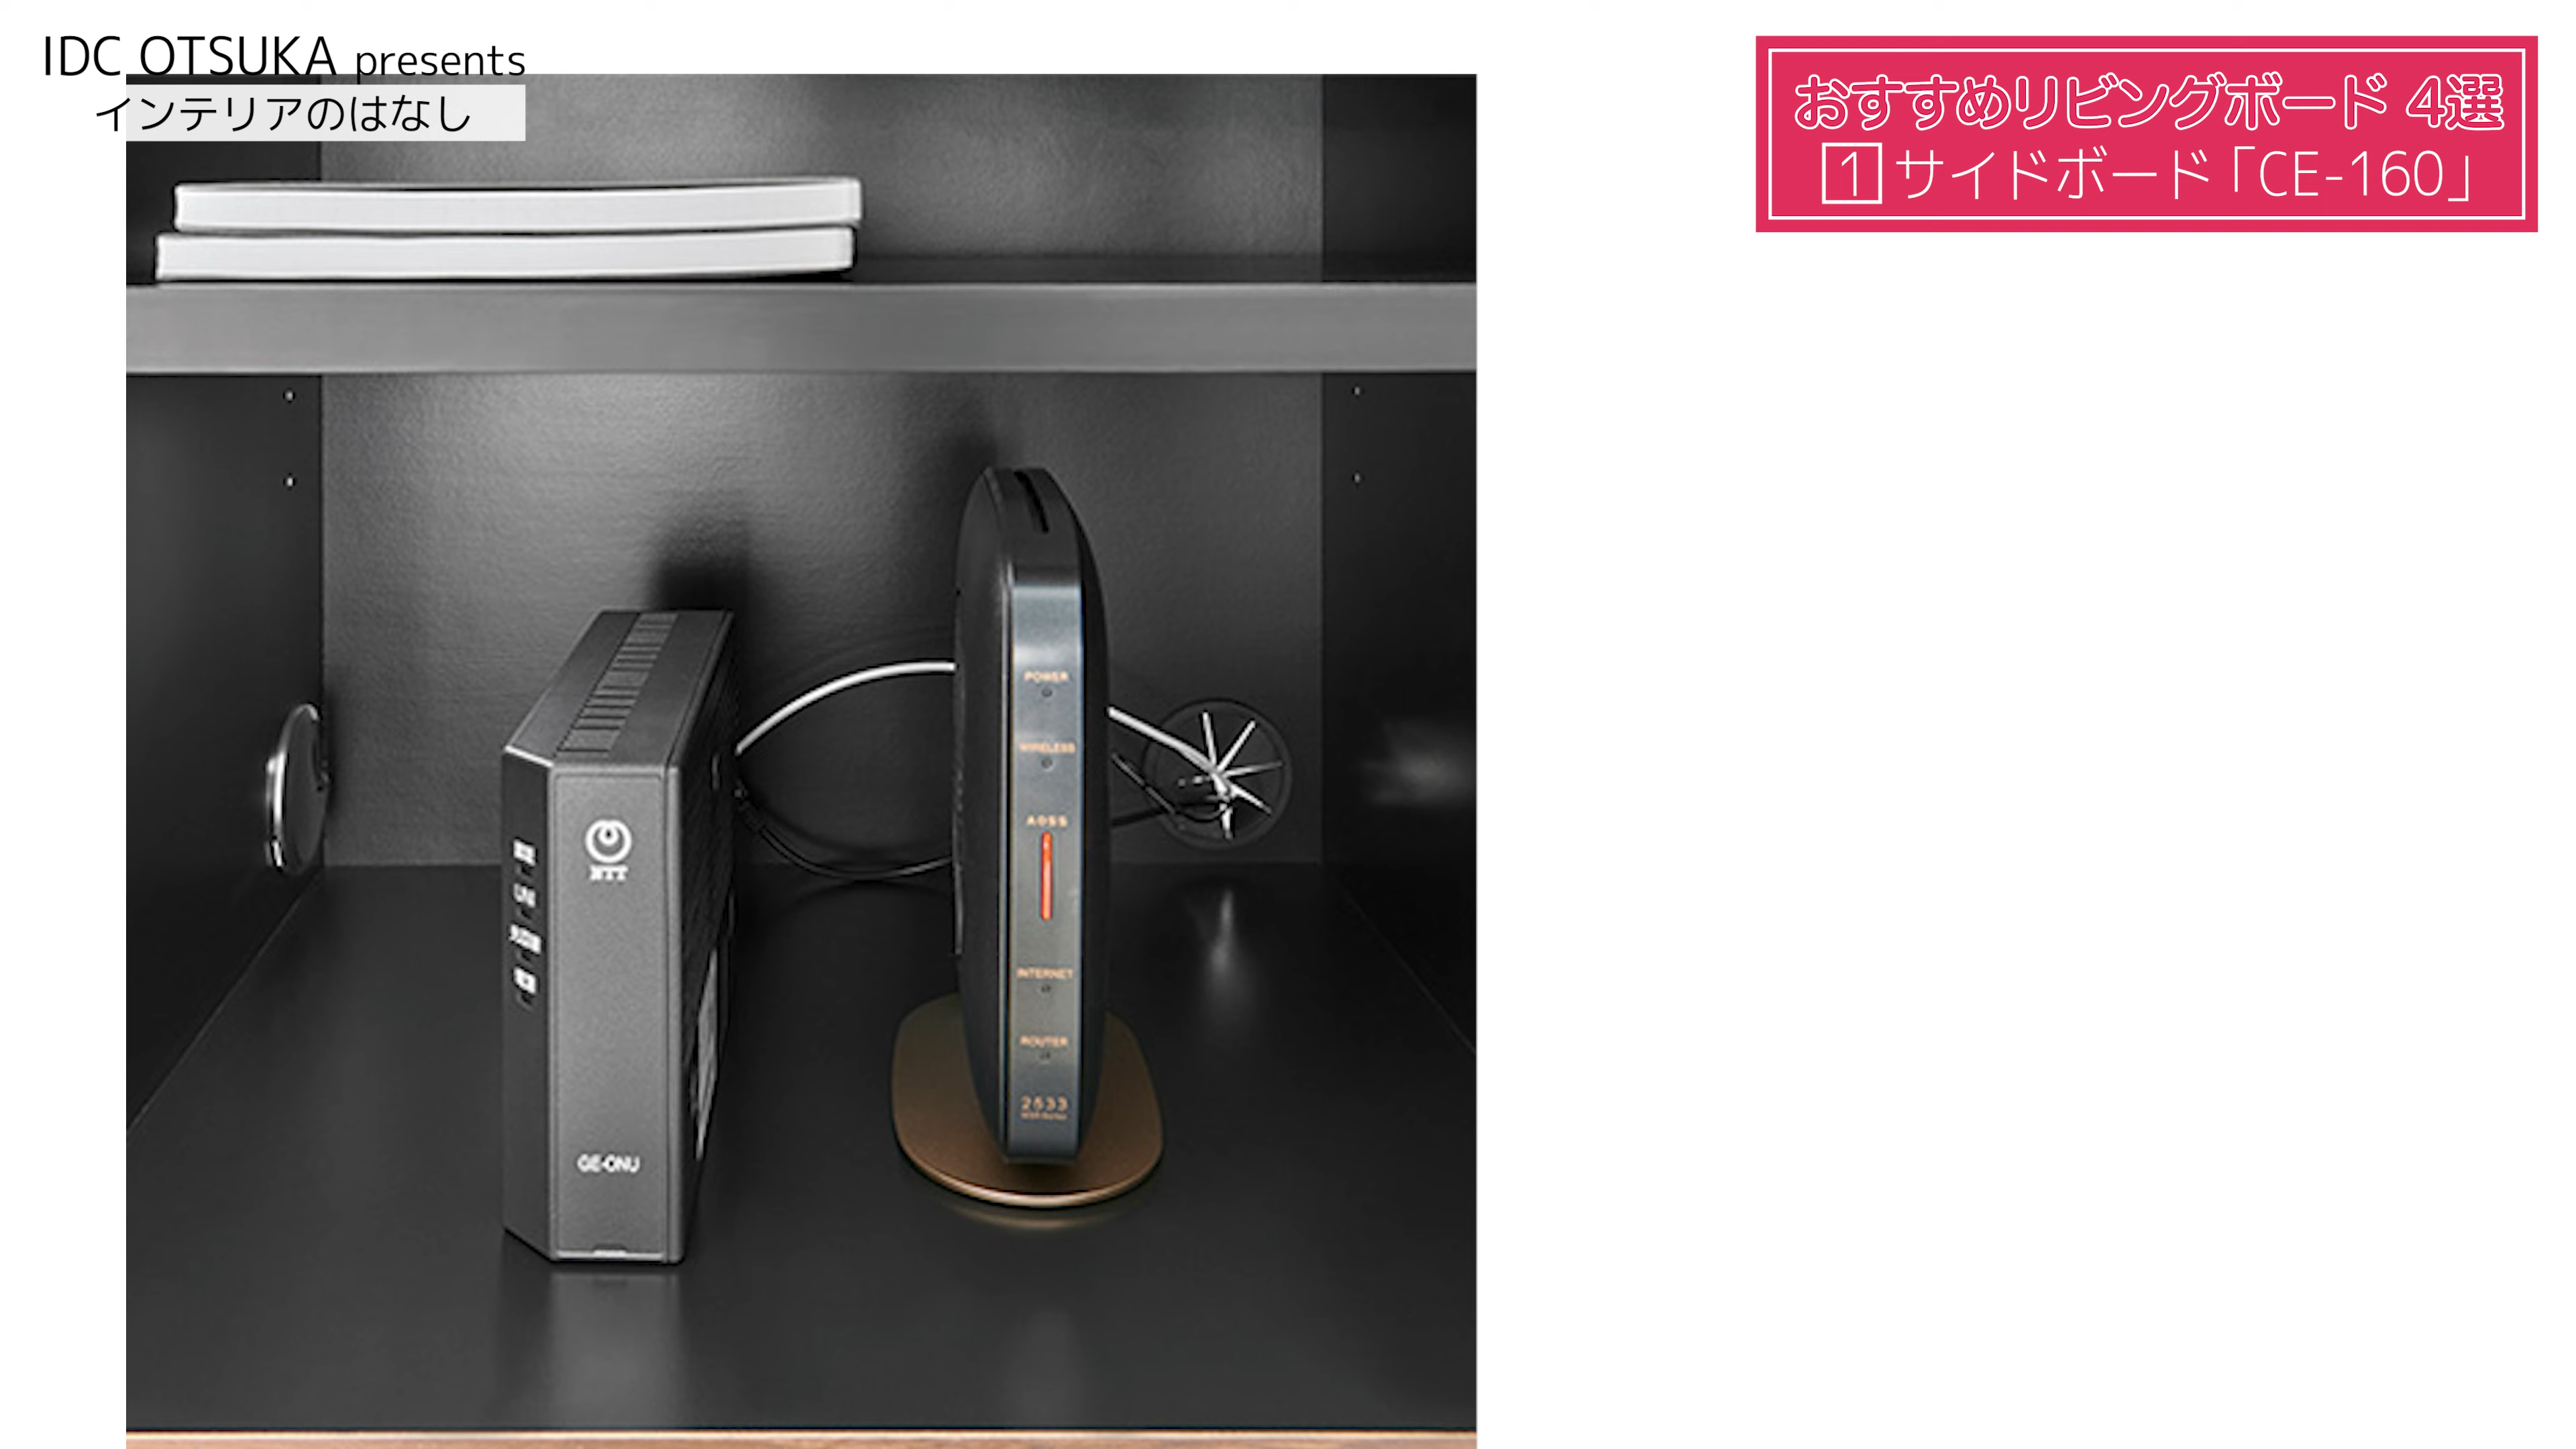 IDC OTSUKA presents
インテリアのはなし
おすすめリビングボード 4選
1 サイドボード「CE-160」
NTT
GE-ONU
POWER
WIRELESS
AOSS
INTERNET
ROUTER
2533